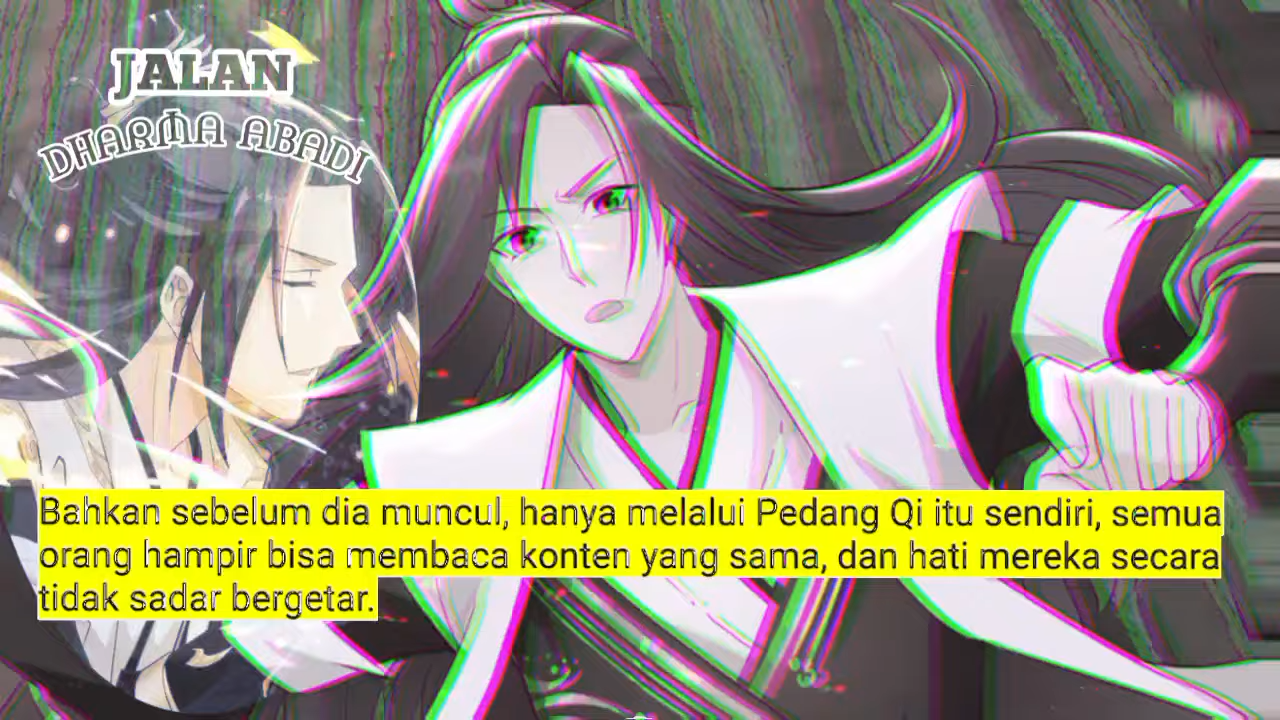 JALAN
DHARMA ABADI
Bahkan sebelum dia muncul, hanya melalui Pedang Qi itu sendiri, semua
orang hampir bisa membaca konten yang sama, dan hati mereka secara
tidak sadar bergetar.